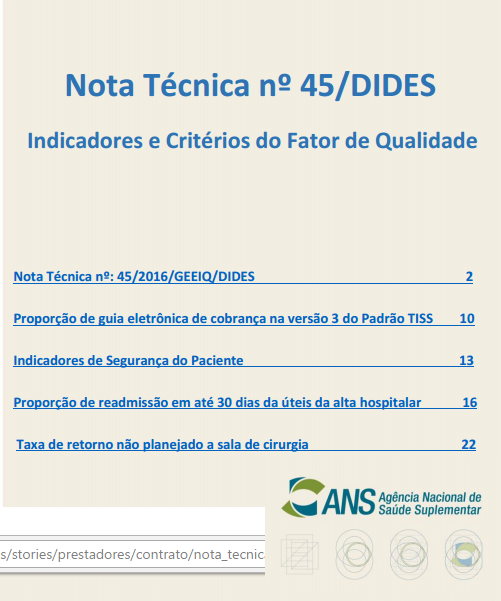 Nota Técnica nº 45/DIDES
Indicadores e Critérios do Fator de Qualidade
Nota Técnica nº: 45/2016/GEEIQ/DIDES 2
Proporção de guia eletrônica de cobrança na versão 3 do Padrão TISS 10
Indicadores de Segurança do Paciente 13
Proporção de readmissão em até 30 dias da úteis da alta hospitalar 16
Taxa de retorno não planejado a sala de cirurgia 22
ANS Agência Nacional de
Saúde Suplementar
s/stories/prestadores/contrato/nota_tecnica